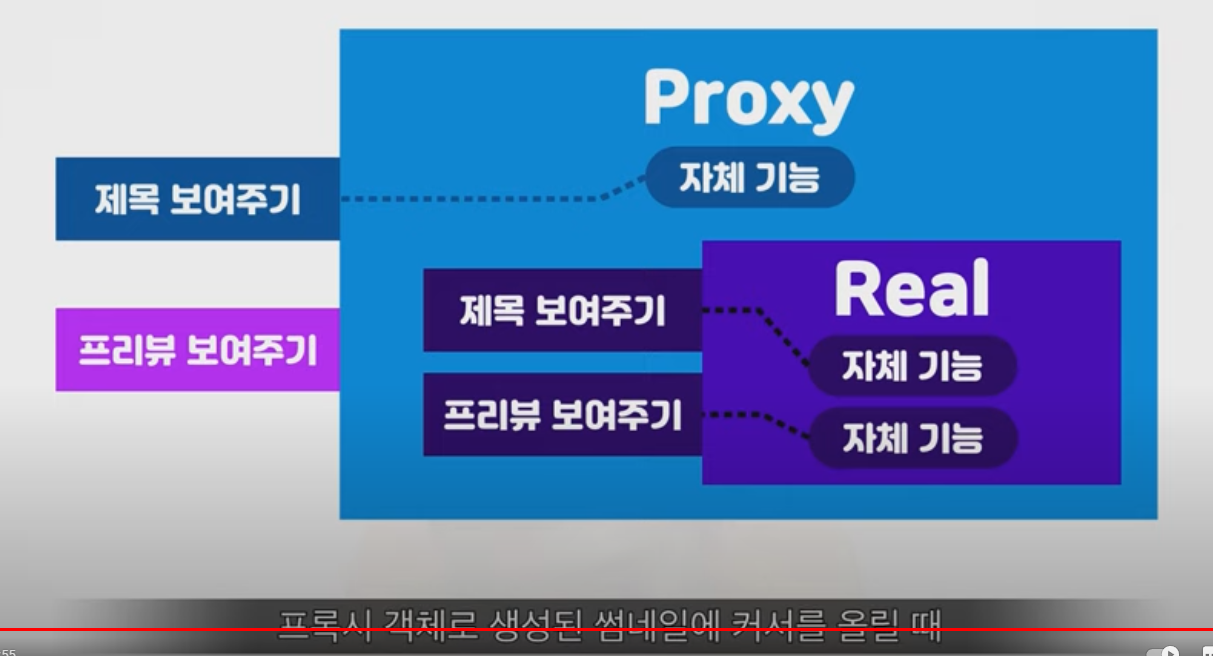 Proxy
제목 보여주기
자체 기능
Real
제목 보여주기
자체 기능
프리뷰 보여주기
프리뷰 보여주기
자체 기능
프록시 객체로 생성된 썸네일에 커서를 올릴 때
:55